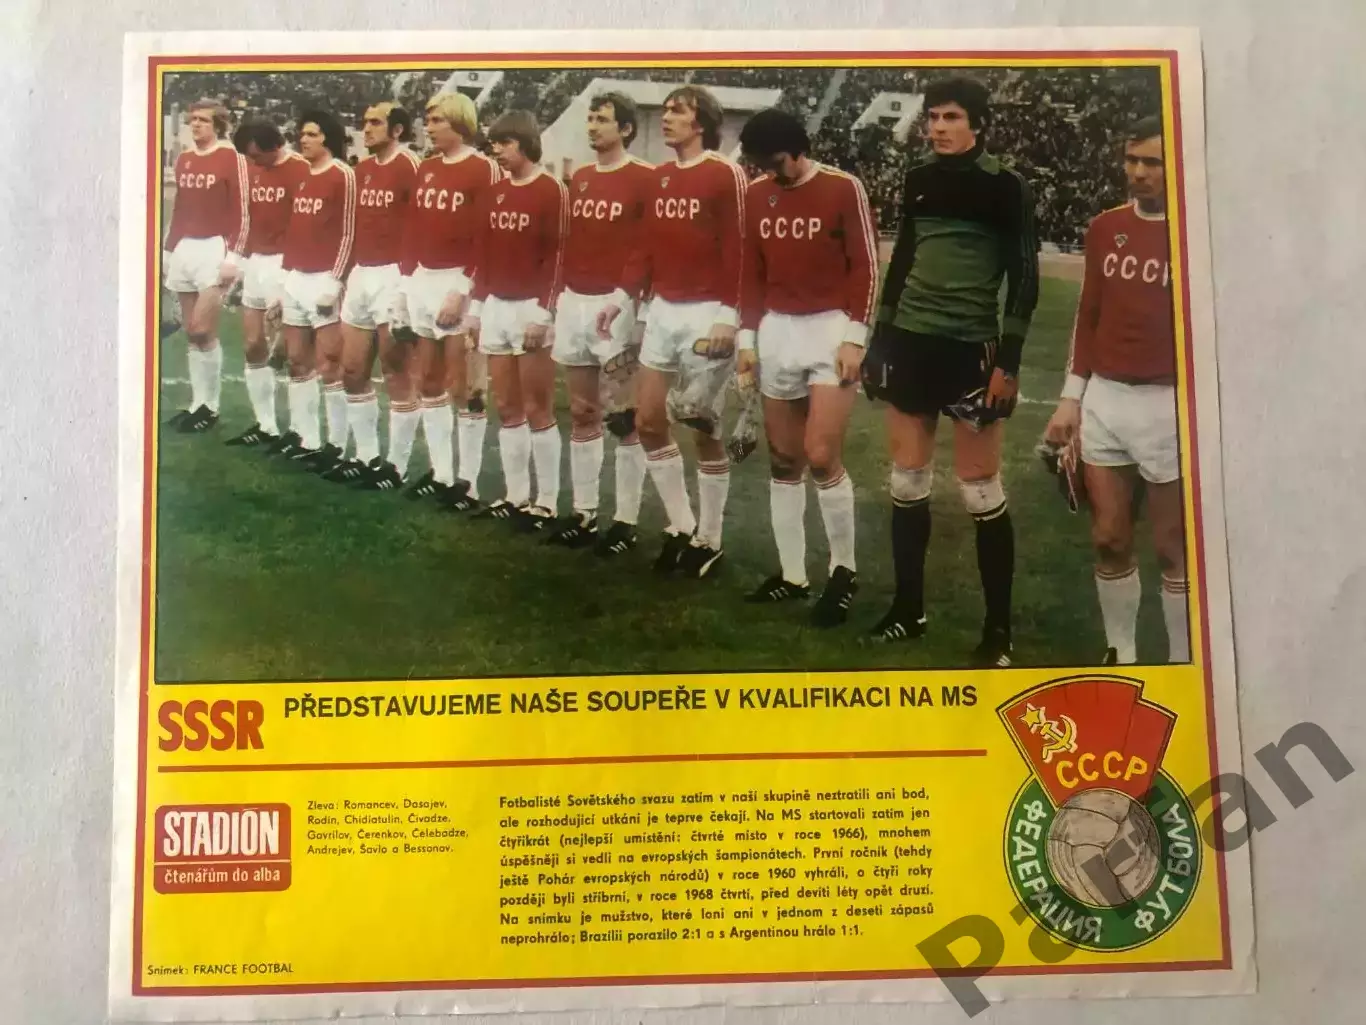 CCCP
CCCP
CCCP
CCCP
CCCP
CCCP
CCCP
CCCP
CCCP
CCCP
SSSR
PŘEDSTAVUJEME NAŠE SOUPEŘE V KVALIFIKACI NA MS
STADIÓN
čtenářům do alba
Zleva: Romancev, Dasajev,
Rodin, Chidiatulin, Čivadze,
Gavrilov, Čerenkov, Čelebadze,
Andrejev, Šavlo a Bessonov.
Fotbalisté Sovětského svazu zatím v naší skupině neztratili ani bod,
ale rozhodující utkání je teprve čekají. Na MS startovali zatím jen
čtyřikrát (nejlepší umístění: čtvrté místo v roce 1966), mnohem
úspěšněji si vedli na evropských šampionátech. První ročník (tehdy
ještě Pohár evropských národů) v roce 1960 vyhráli, o čtyři roky
později byli stříbrní, v roce 1968 čtvrtí, před devíti léty opět druzí.
Na snímku je mužstvo, které loni ani v jednom z deseti zápasů
neprohrálo; Brazílii porazilo 2:1 a s Argentinou hrálo 1:1.
Snímek: FRANCE FOOTBAL
СССР
ФЕДЕРАЦИЯ ФУТБОЛА
Partan